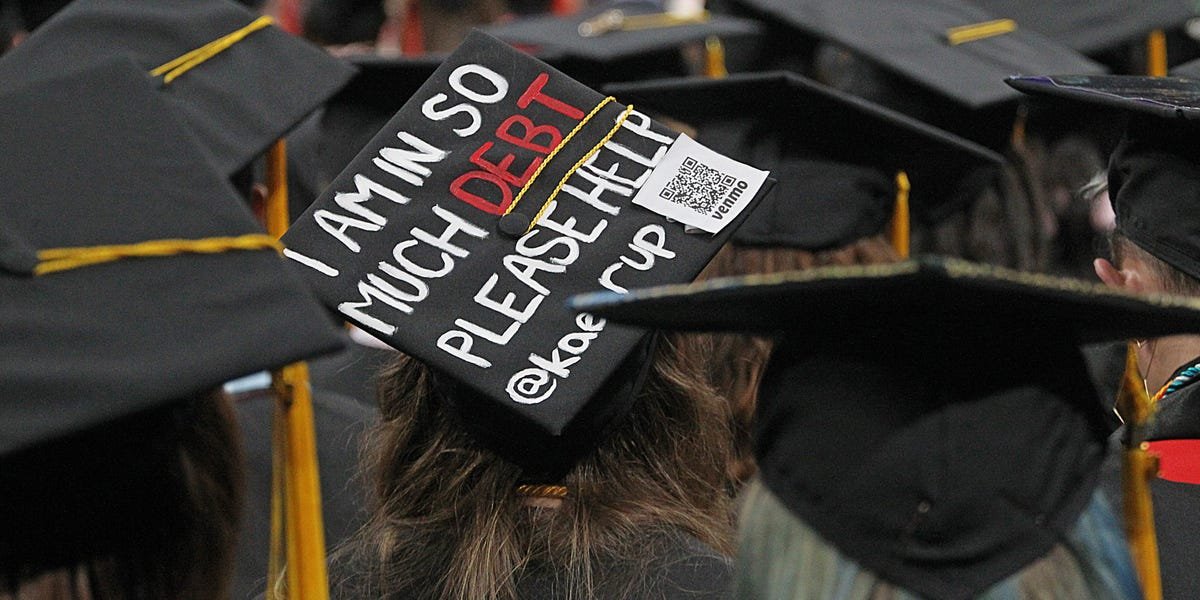 I AM IN SO
MUCH DEBT
PLEASE HELP
venmo